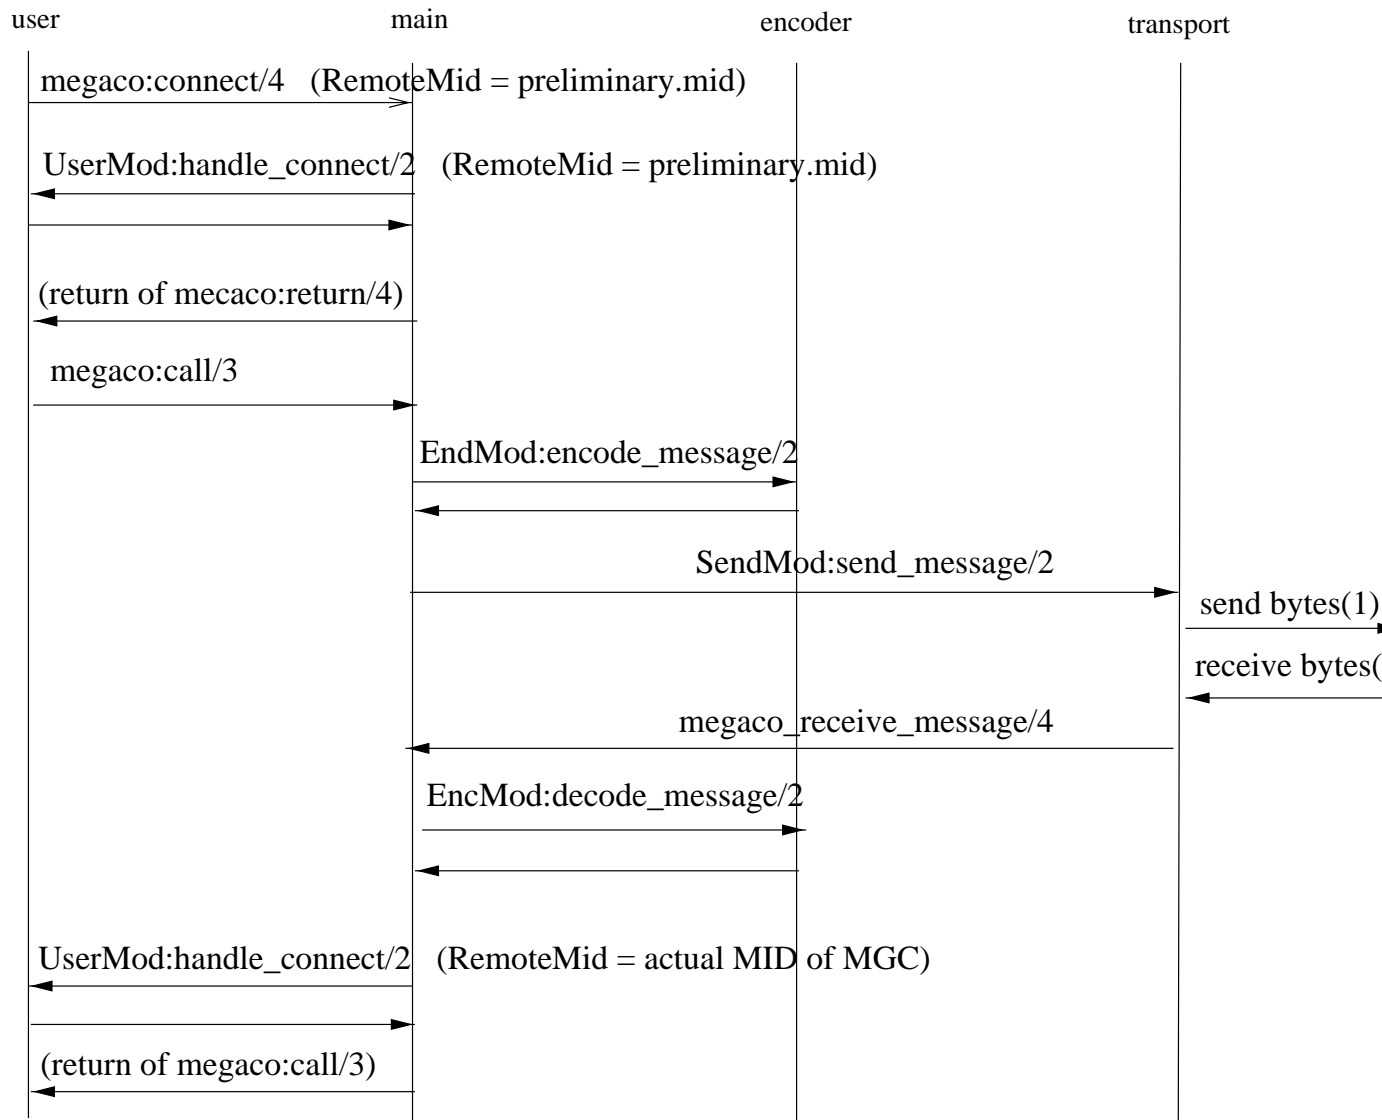 user
main
encoder
transport
megaco:connect/4 (RemoteMid = preliminary.mid)
UserMod:handle_connect/2 (RemoteMid = preliminary.mid)
(return of mecaco:return/4)
megaco:call/3
EndMod:encode_message/2
SendMod:send_message/2
send bytes(1)
receive bytes(
megaco_receive_message/4
EncMod:decode_message/2
UserMod:handle_connect/2 (RemoteMid = actual MID of MGC)
(return of megaco:call/3)